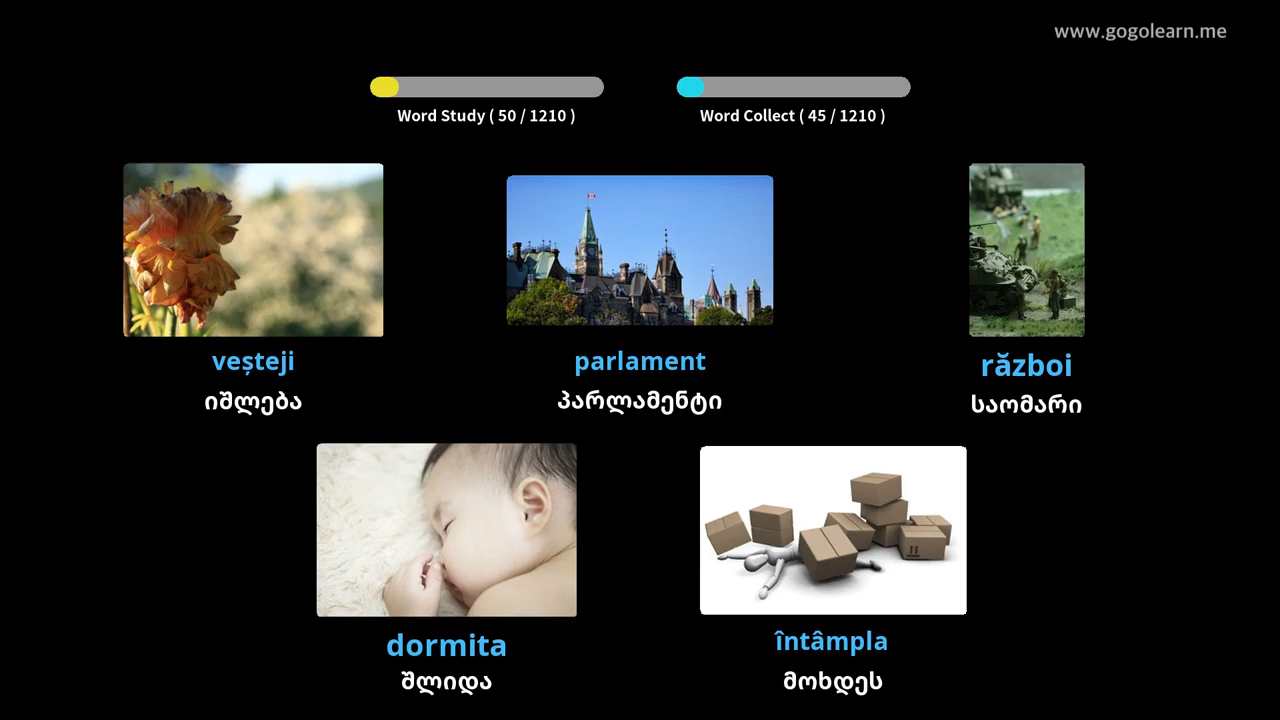 www.gogolearn.me
Word Study ( 50 / 1210 )
Word Collect ( 45 / 1210 )
veșteji
იშლება
parlament
პარლამენტი
război
საომარი
dormita
შლიდა
întâmpla
მოხდეს